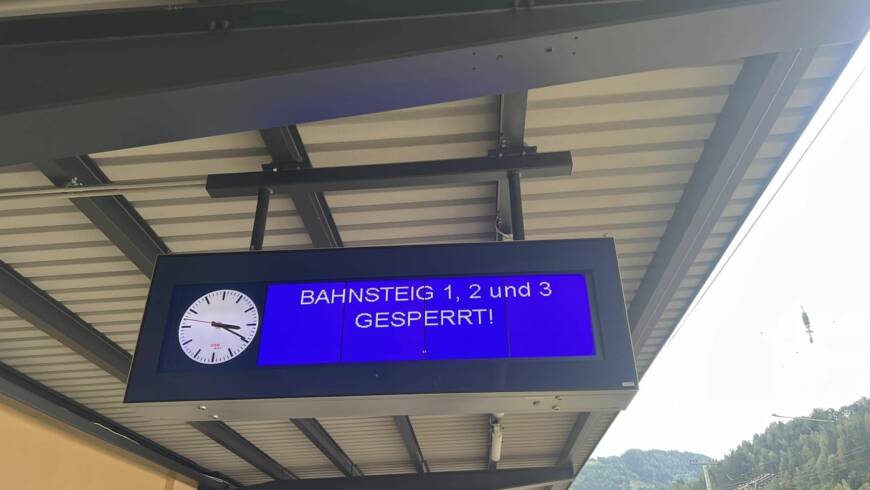 BAHNSTEIG 1, 2 und 3
GESPERRT!